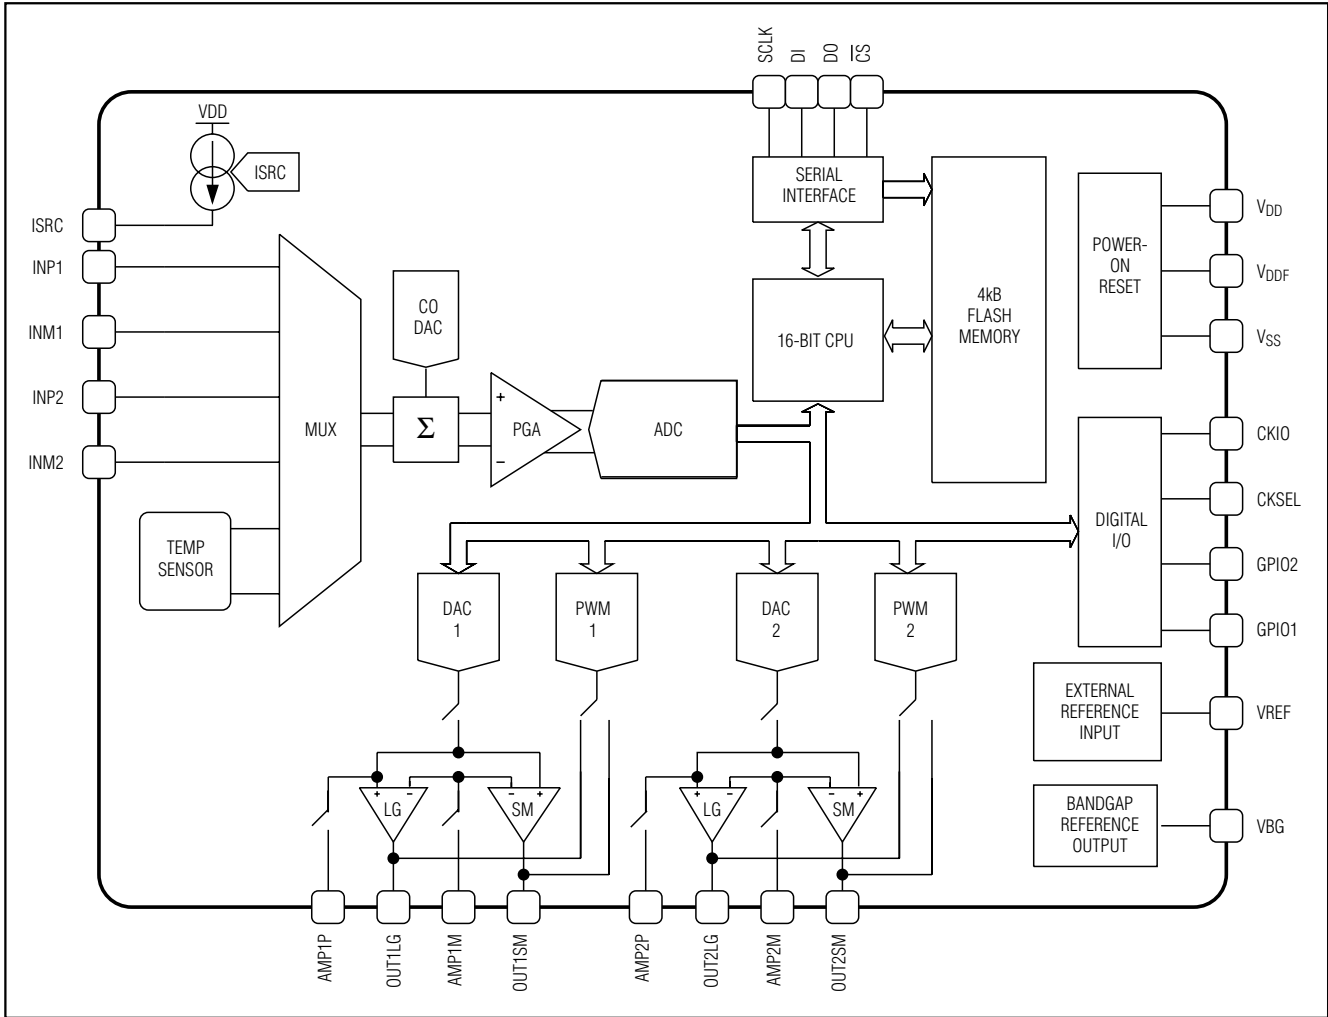 SCLK
DI
DO
CS
VDD
ISRC
ISRC
INP1
INM1
INP2
INM2
MUX
TEMP
SENSOR
CO
DAC
Σ
+
−
PGA
ADC
SERIAL
INTERFACE
16-BIT CPU
4kB
FLASH
MEMORY
POWER-
ON
RESET
VDD
VDDF
VSS
DIGITAL
I/O
CKIO
CKSEL
GPIO2
GPIO1
EXTERNAL
REFERENCE
INPUT
VREF
BANDGAP
REFERENCE
OUTPUT
VBG
DAC
1
PWM
1
DAC
2
PWM
2
+ −
LG
− +
SM
+ −
LG
− +
SM
AMP1P
OUT1LG
AMP1M
OUT1SM
AMP2P
OUT2LG
AMP2M
OUT2SM